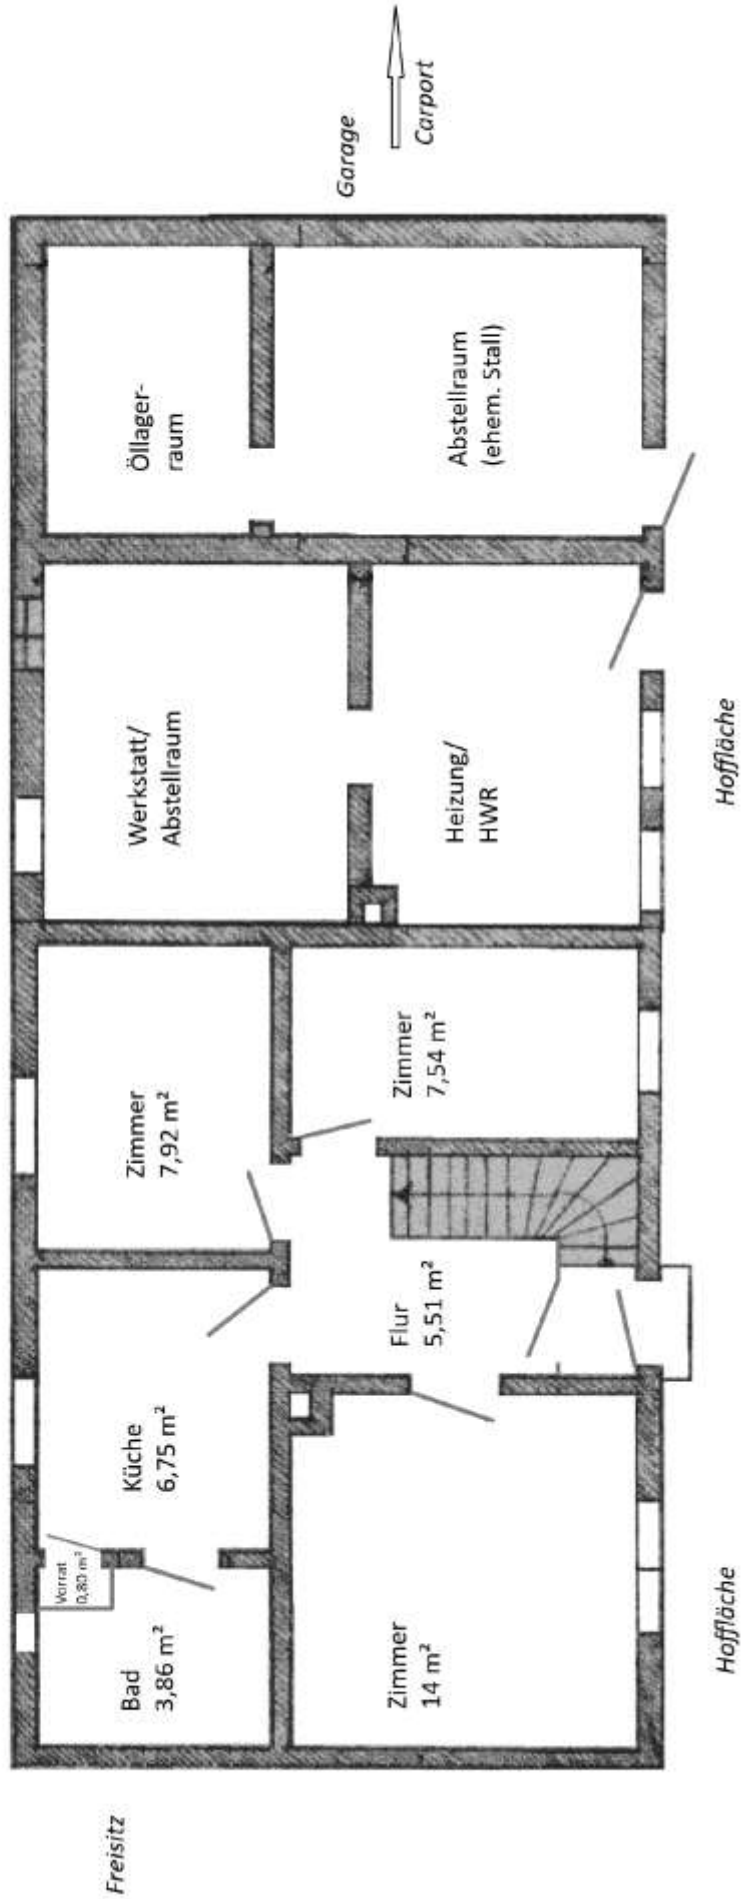 Freisitz
Bad
3,86 m²
Vorrat
0,80 m²
Küche
6,75 m²
Zimmer
7,92 m²
Werkstatt/
Abstellraum
Öllager-
raum
Zimmer
14 m²
Flur
5,51 m²
Zimmer
7,54 m²
Heizung/
HWR
Abstellraum
(ehem. Stall)
Garage
Carport
Hoffläche
Hoffläche